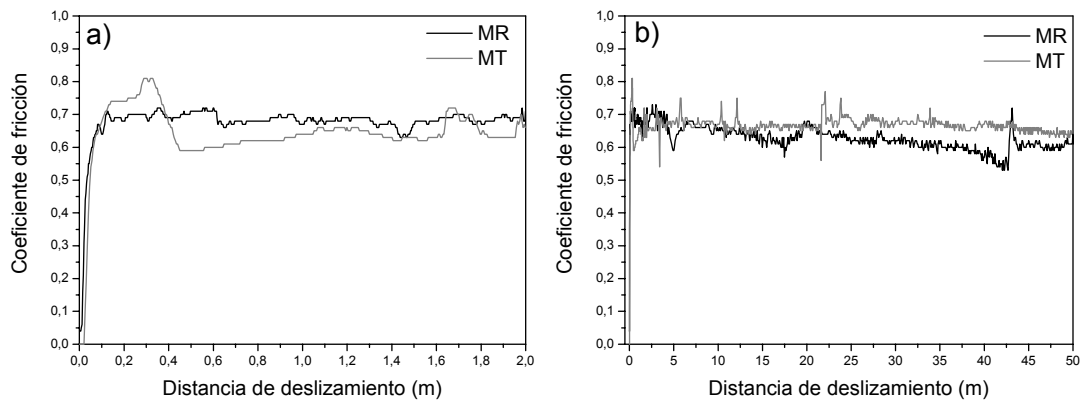 a)
MR
MT
1,0
0,9
0,8
0,7
0,6
0,5
0,4
0,3
0,2
0,1
0,0
Coeficiente de fricción
0,0 0,2 0,4 0,6 0,8 1,0 1,2 1,4 1,6 1,8 2,0
Distancia de deslizamiento (m)
b)
MR
MT
1,0
0,9
0,8
0,7
0,6
0,5
0,4
0,3
0,2
0,1
0,0
Coeficiente de fricción
0 5 10 15 20 25 30 35 40 45 50
Distancia de deslizamiento (m)